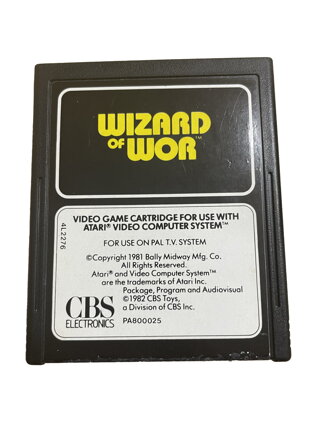 WIZARD
OF WOR™
VIDEO GAME CARTRIDGE FOR USE WITH
ATARI® VIDEO COMPUTER SYSTEM™
FOR USE ON PAL T.V. SYSTEM
©Copyright 1981 Bally Midway Mfg. Co.
All Rights Reserved.
Atari® and Video Computer System™
are the trademarks of Atari Inc.
Package, Program and Audiovisual
©1982 CBS Toys,
a Division of CBS Inc.
CBS
ELECTRONICS
PA800025
4L2276